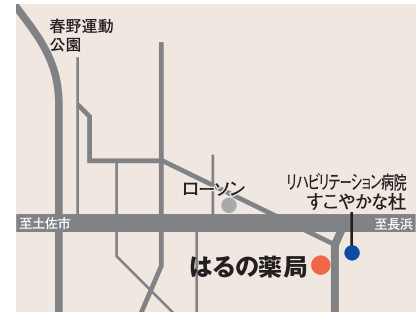 春野運動
公園
ローソン
リハビリテーション病院
すこやかな杜
至土佐市
至長浜
はるの薬局